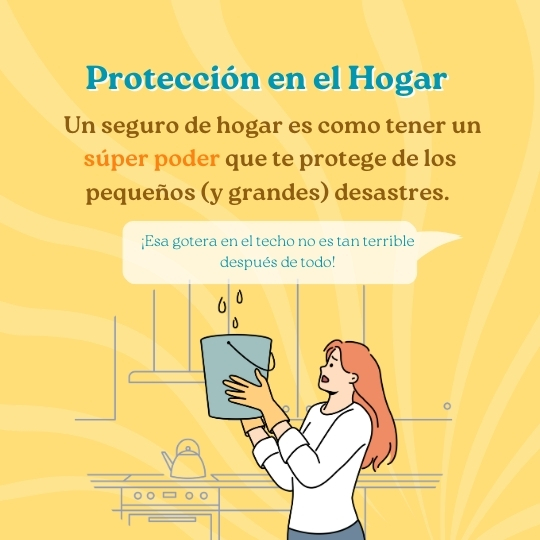 Protección en el Hogar
Un seguro de hogar es como tener un
súper poder que te protege de los
pequeños (y grandes) desastres.
¡Esa gotera en el techo no es tan terrible
después de todo!